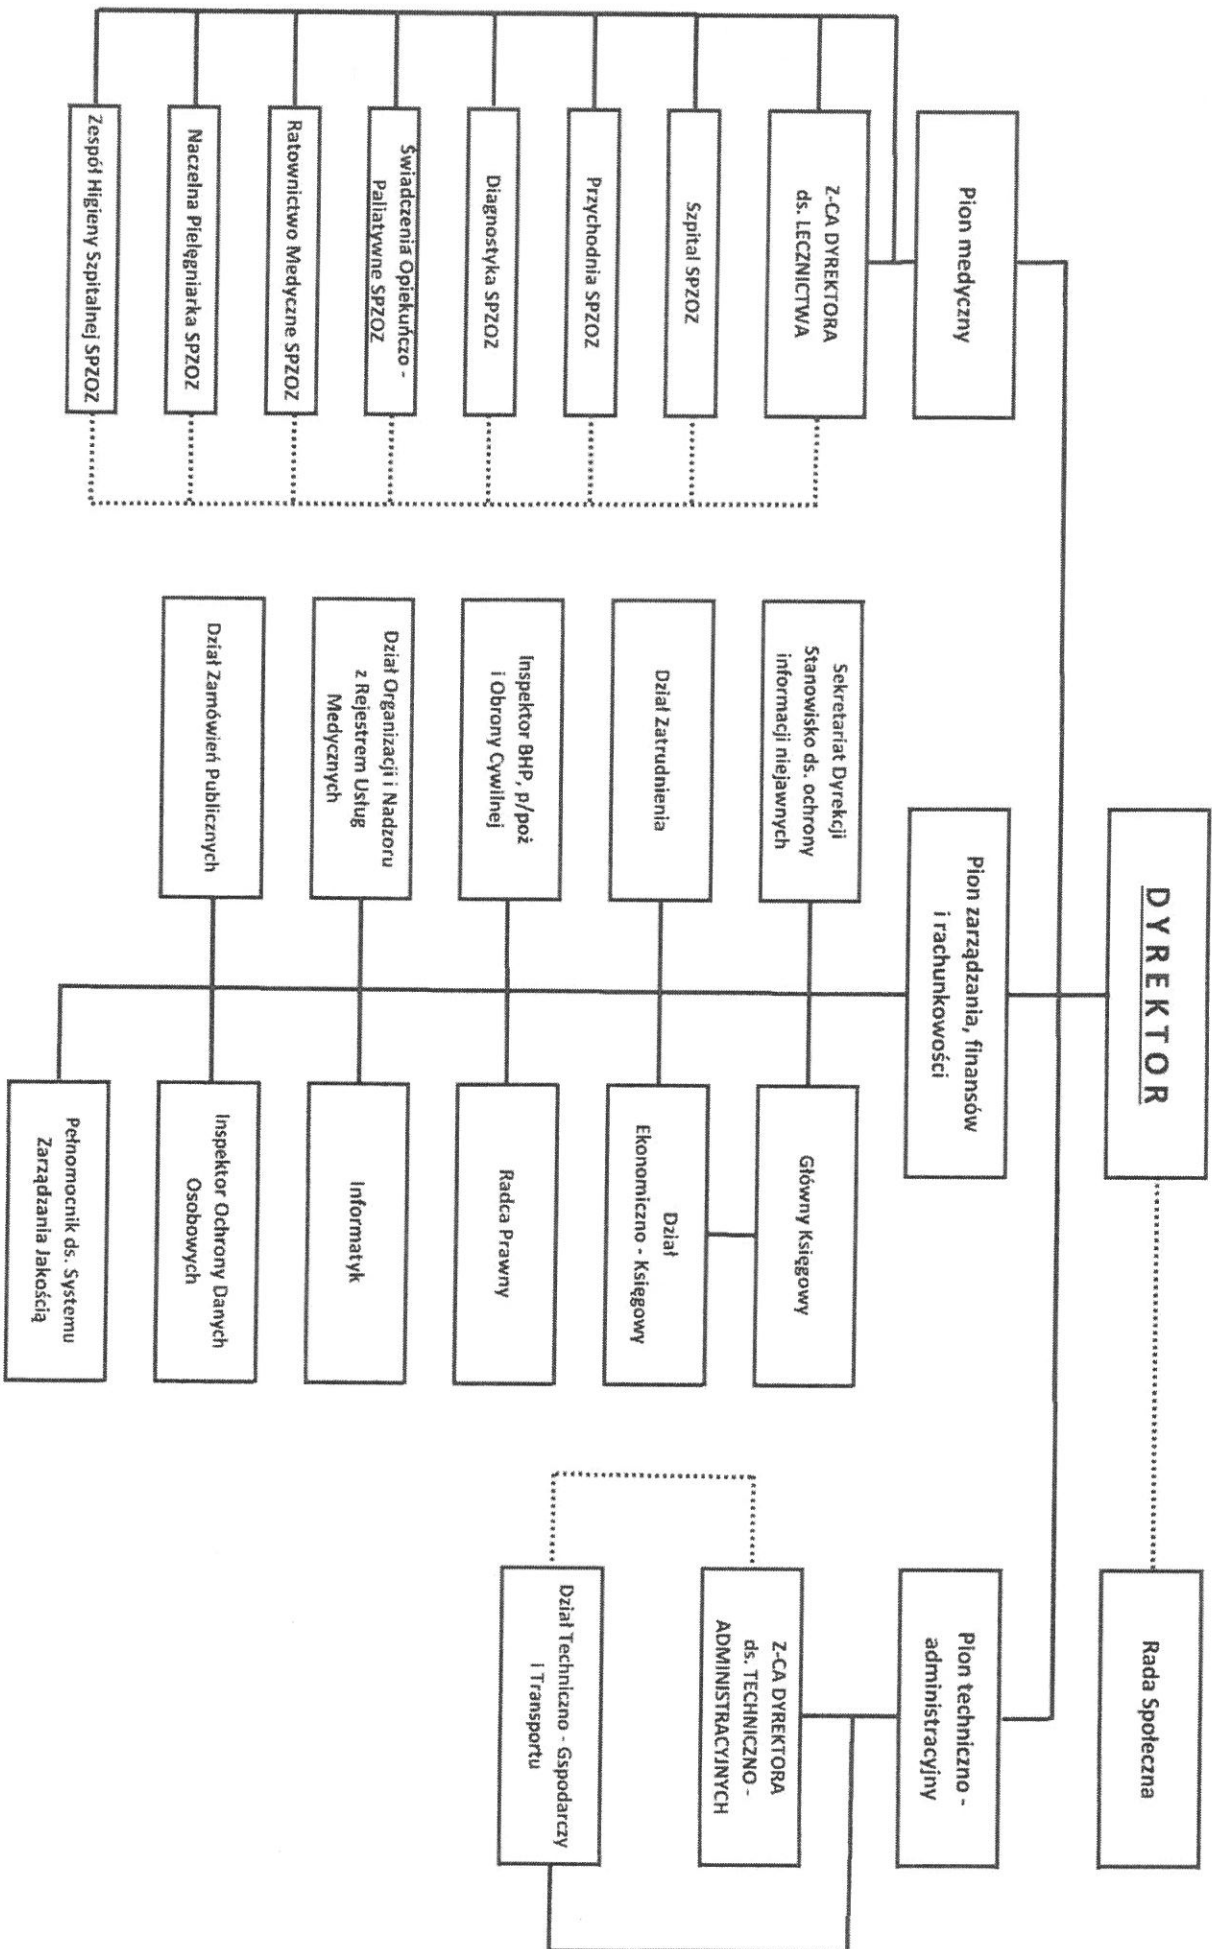 DYREKTOR
Rada Społeczna
Pion medyczny
Pion zarządzania, finansów
i rachunkowości
Pion techniczno -
administracyjny
Z-CA DYREKTORA
ds. LECZNICTWA
Szpital SPZOZ
Przychodnia SPZOZ
Diagnostyka SPZOZ
Świadczenia Opiekuńczo -
Paliatywne SPZOZ
Ratownictwo Medyczne SPZOZ
Naczelna Pielęgniarka SPZOZ
Zespół Higieny Szpitalnej SPZOZ
Sekretariat Dyrekcji
Stanowisko ds. ochrony
informacji niejawnych
Dział Zatrudnienia
Inspektor BHP, p/poż
i Obrony Cywilnej
Dział Organizacji i Nadzoru
z Rejestrem Usług
Medycznych
Dział Zamówień Publicznych
Główny Księgowy
Dział
Ekonomiczno - Księgowy
Radca Prawny
Informatyk
Inspektor Ochrony Danych
Osobowych
Pełnomocnik ds. Systemu
Zarządzania Jakością
Z-CA DYREKTORA
ds. TECHNICZNO -
ADMINISTRACYJNYCH
Dział Techniczno - Gspodarczy
i Transportu